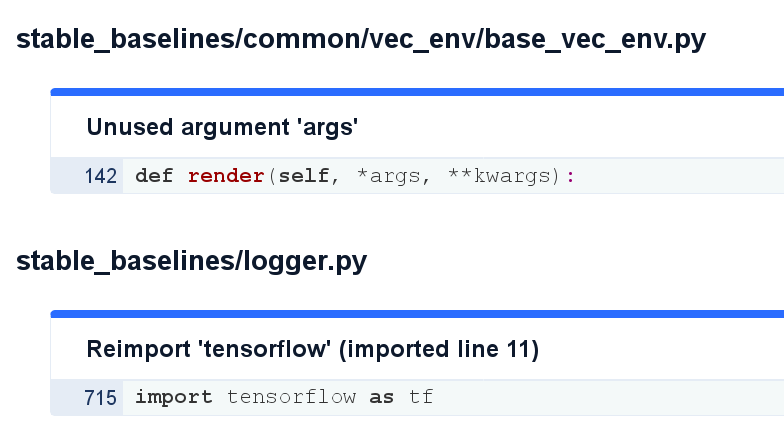 stable_baselines/common/vec_env/base_vec_env.py
Unused argument 'args'
142 def render(self, *args, **kwargs):
stable_baselines/logger.py
Reimport 'tensorflow' (imported line 11)
715 import tensorflow as tf